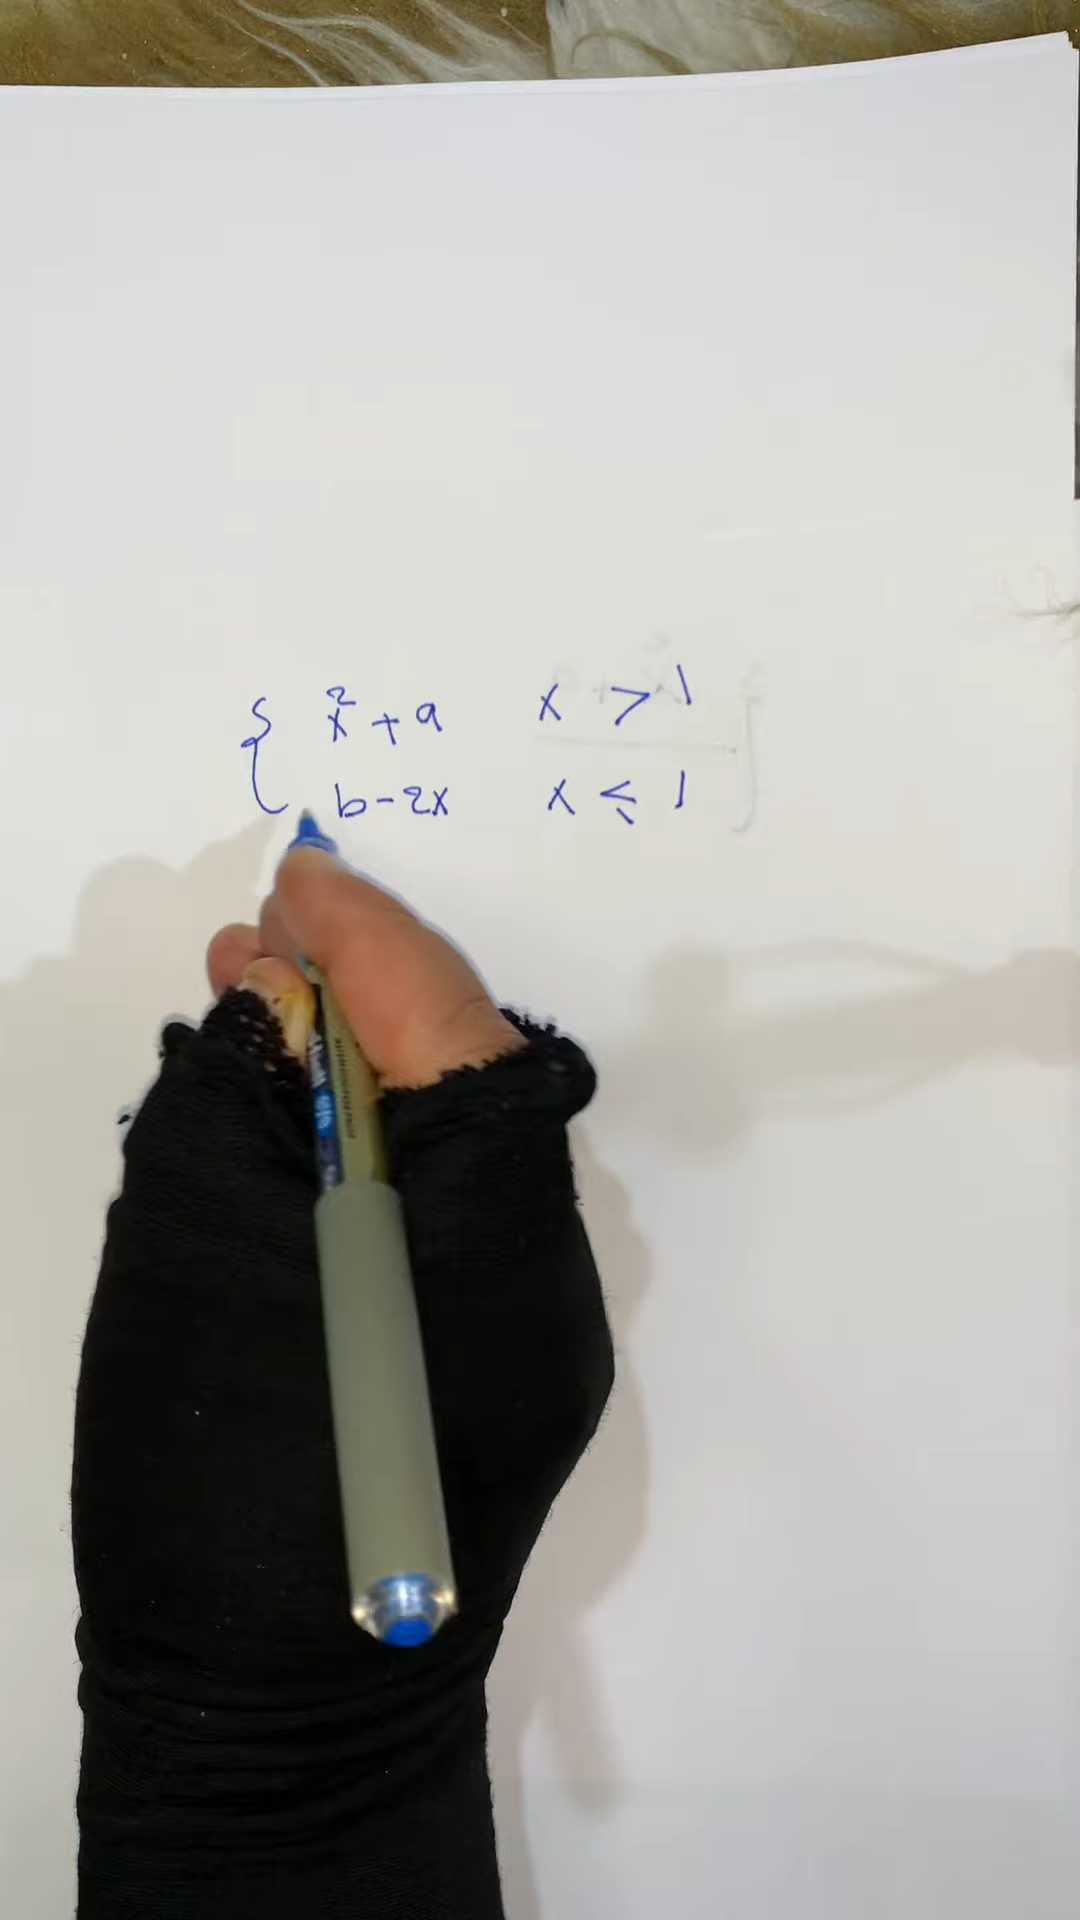 { x² + a x > 1
b - 2x x ≤ 1